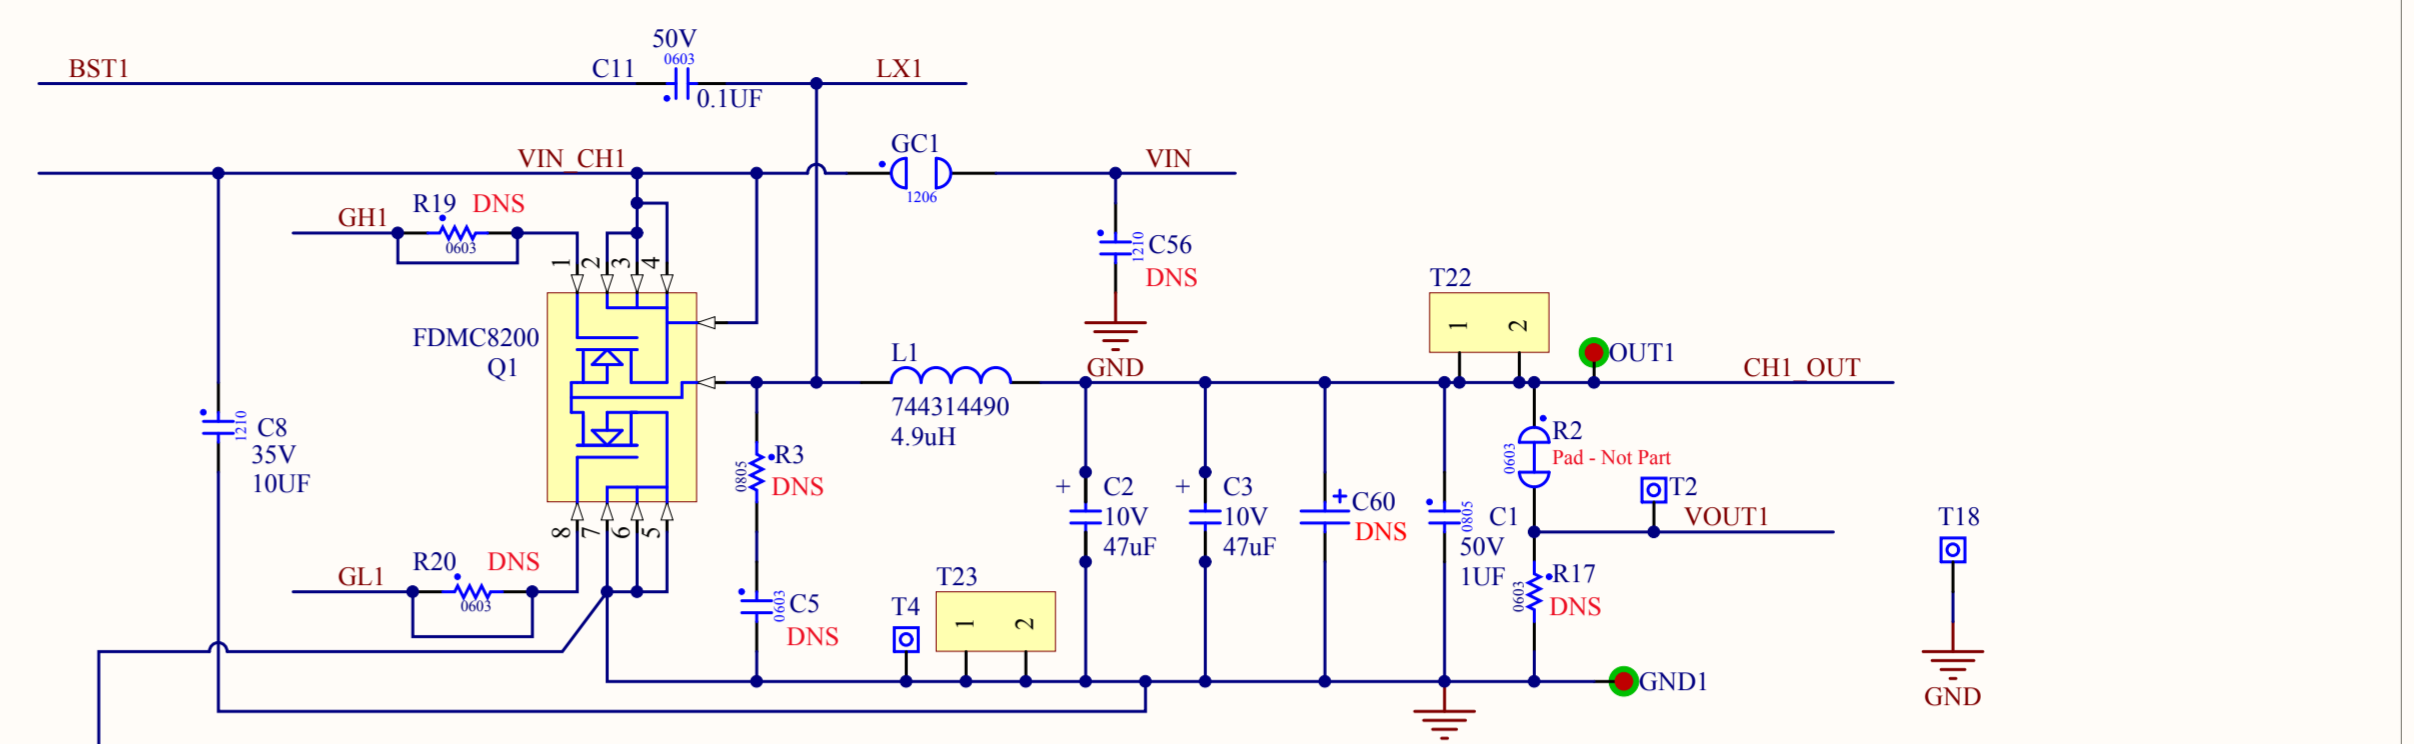 50V
0603
BST1
C11
LX1
0.1UF
GC1
VIN_CH1
VIN
1206
R19
DNS
GH1
0603
1210
C56
DNS
1
2
3
4
T22
1
2
FDMC8200
Q1
L1
GND
OUT1
CH1_OUT
744314490
4.9uH
1210
C8
35V
10UF
R3
0805
DNS
R2
0603
Pad - Not Part
+
C2
10V
47uF
+
C3
10V
47uF
+
C60
DNS
0805
C1
50V
1UF
T2
VOUT1
T18
8
7
6
5
R20
DNS
GL1
0603
0603
C5
DNS
T4
T23
1
2
R17
0603
DNS
GND1
GND